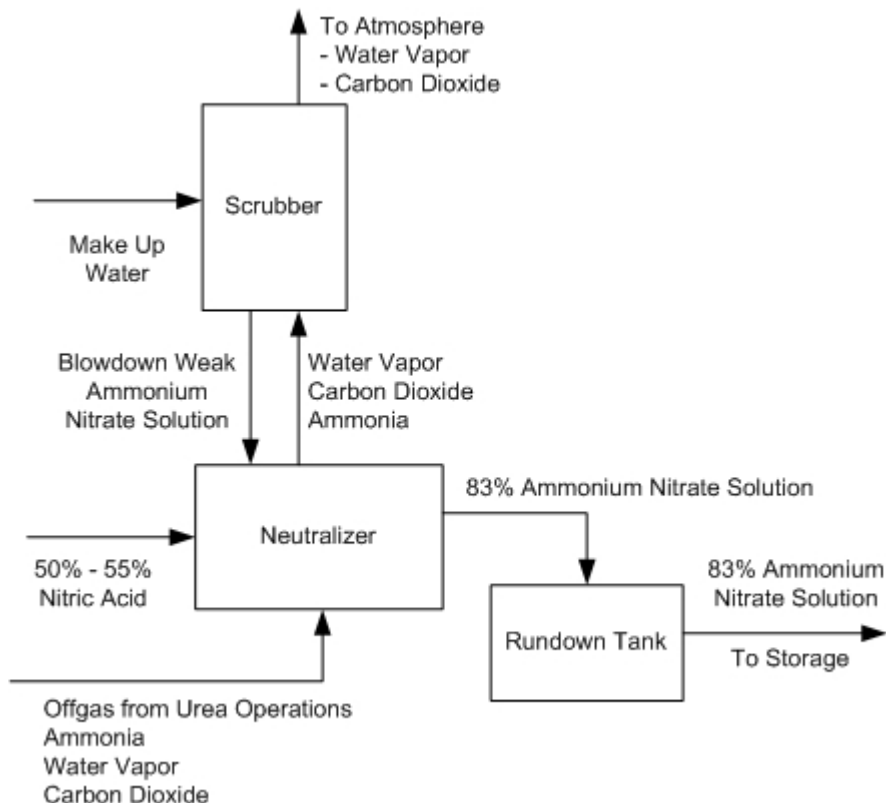 To Atmosphere
- Water Vapor
- Carbon Dioxide
Scrubber
Make Up
Water
Blowdown Weak
Ammonium
Nitrate Solution
Water Vapor
Carbon Dioxide
Ammonia
83% Ammonium Nitrate Solution
Neutralizer
50% - 55%
Nitric Acid
83% Ammonium
Nitrate Solution
Rundown Tank
To Storage
Offgas from Urea Operations
Ammonia
Water Vapor
Carbon Dioxide